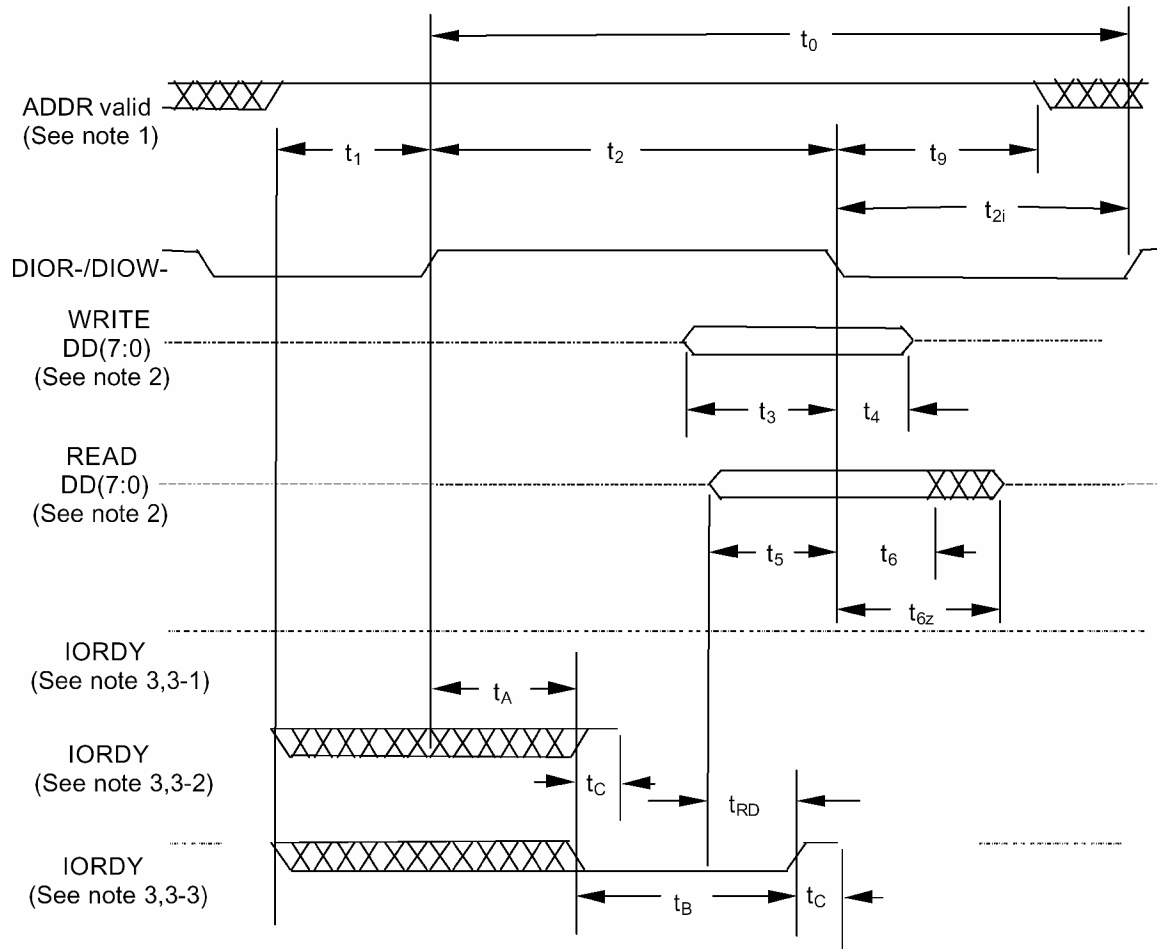 t0
ADDR valid
(See note 1)
t1
t2
t9
t2i
DIOR-/DIOW-
WRITE
DD(7:0)
(See note 2)
t3
t4
READ
DD(7:0)
(See note 2)
t5
t6
t6z
IORDY
(See note 3,3-1)
tA
IORDY
(See note 3,3-2)
tC
tRD
IORDY
(See note 3,3-3)
tB
tC